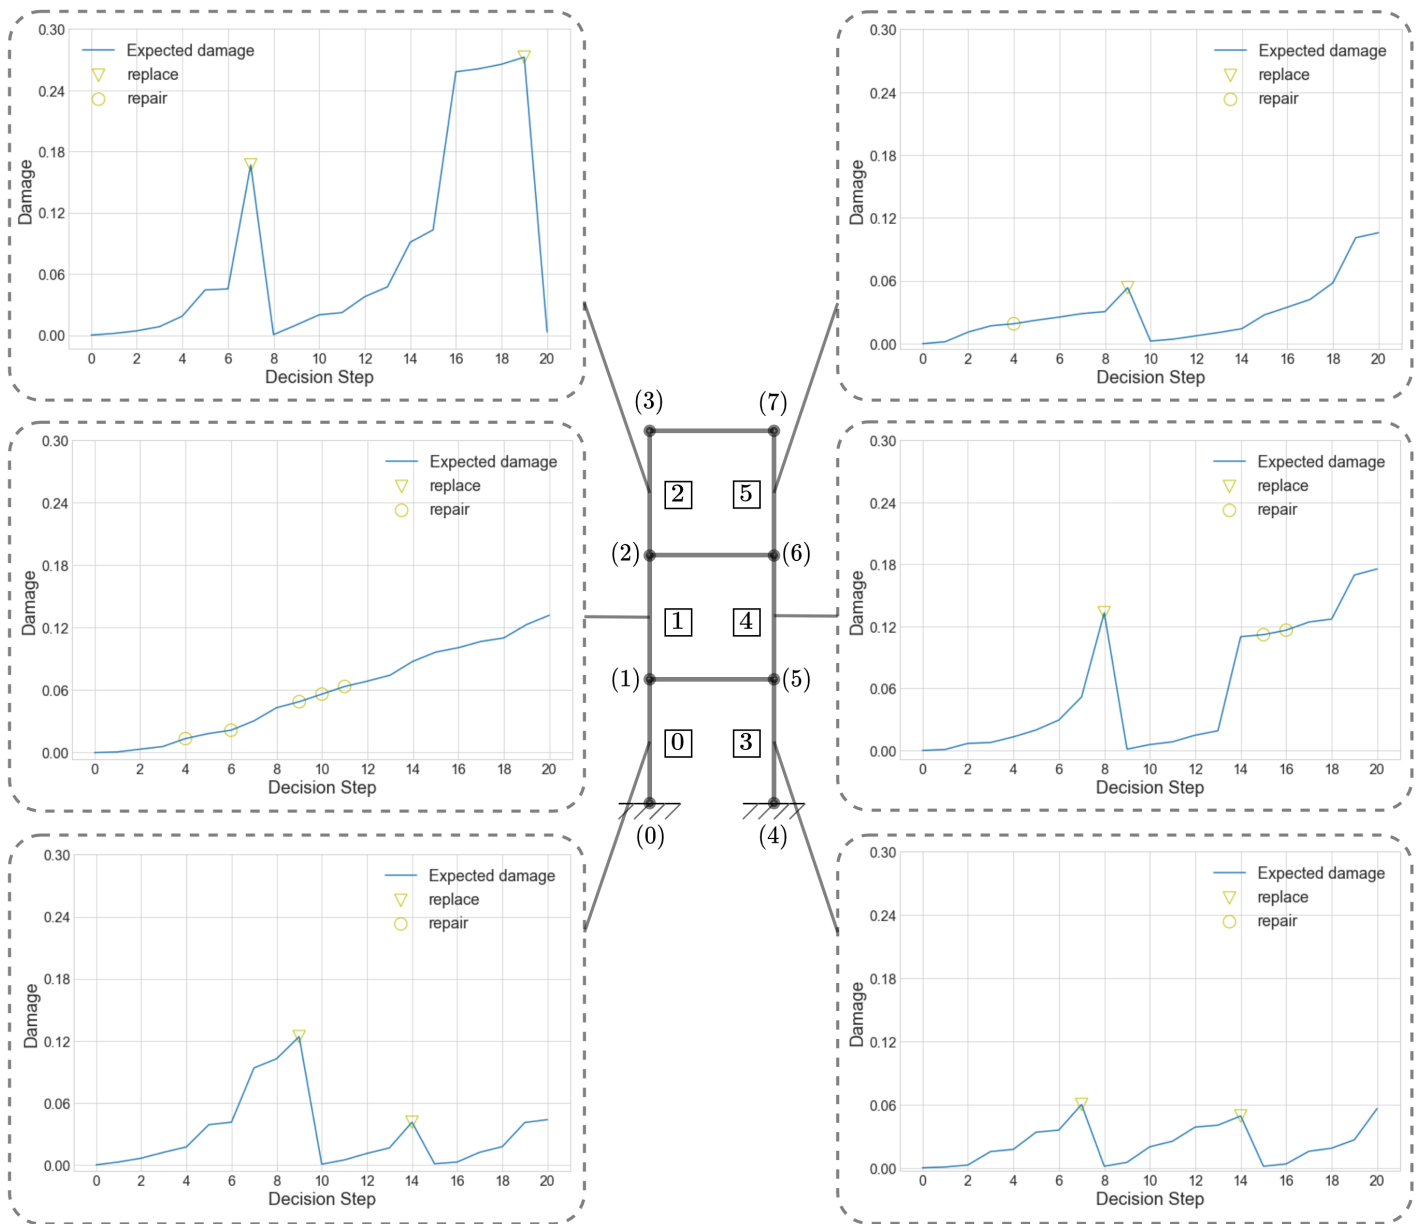 0.30
0.24
0.18
0.12
0.06
0.00
Damage
Expected damage
replace
repair
0 2 4 6 8 10 12 14 16 18 20
Decision Step
0.30
0.24
0.18
0.12
0.06
0.00
Damage
Expected damage
replace
repair
0 2 4 6 8 10 12 14 16 18 20
Decision Step
0.30
0.24
0.18
0.12
0.06
0.00
Damage
Expected damage
replace
repair
0 2 4 6 8 10 12 14 16 18 20
Decision Step
(3) (7)
2 5
(2) (6)
1 4
(1) (5)
0 3
(0) (4)
0.30
0.24
0.18
0.12
0.06
0.00
Damage
Expected damage
replace
repair
0 2 4 6 8 10 12 14 16 18 20
Decision Step
0.30
0.24
0.18
0.12
0.06
0.00
Damage
Expected damage
replace
repair
0 2 4 6 8 10 12 14 16 18 20
Decision Step
0.30
0.24
0.18
0.12
0.06
0.00
Damage
Expected damage
replace
repair
0 2 4 6 8 10 12 14 16 18 20
Decision Step